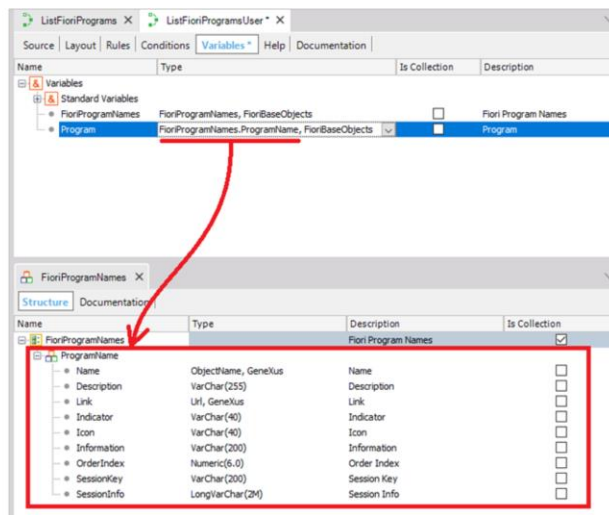 ListFioriPrograms X ListFioriProgramsUser * X
Source Layout Rules Conditions Variables * Help Documentation
Name Type Is Collection Description
Variables
Standard Variables
FioriProgramNames FioriProgramNames, FioriBaseObjects Fiori Program Names
Program FioriProgramNames.ProgramName, FioriBaseObjects Program
FioriProgramNames X
Structure Documentation
Name Type Description Is Collection
FioriProgramNames Fiori Program Names
ProgramName
Name ObjectName, GeneXus Name
Description VarChar(255) Description
Link Url, GeneXus Link
Indicator VarChar(40) Indicator
Icon VarChar(40) Icon
Information VarChar(200) Information
OrderIndex Numeric(6.0) Order Index
SessionKey VarChar(200) Session Key
SessionInfo LongVarChar(2M) Session Info